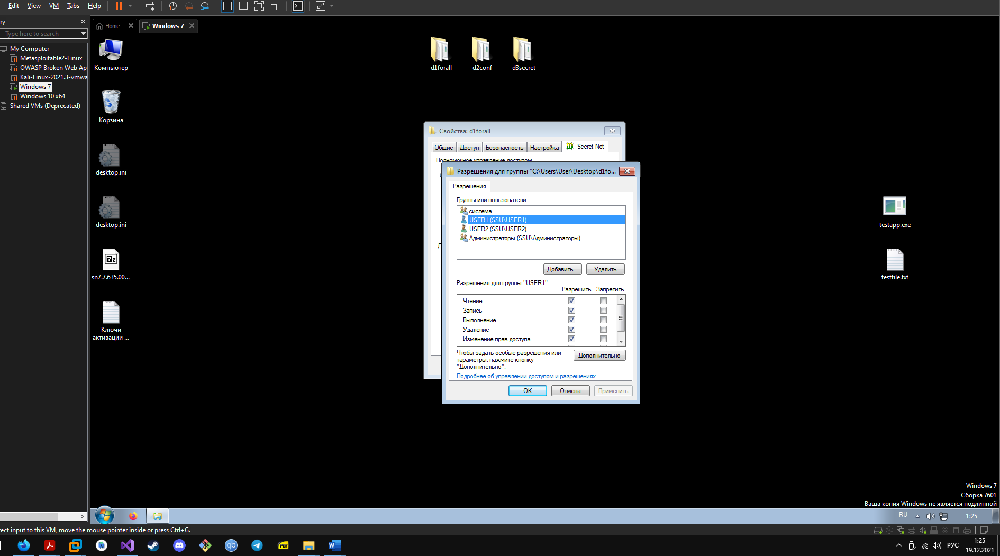 Edit View VM Tabs Help
ry
Type here to search
My Computer
Metasploitable2-Linux
OWASP Broken Web Ap
Kali-Linux-2021.3-vmwa
Windows 7
Windows 10 x64
Shared VMs (Deprecated)
Home
Windows 7
Компьютер
Корзина
desktop.ini
desktop.ini
7z
sn7.7.635.00...
Ключи
активации ...
d1forall
d2conf
d3secret
testapp.exe
testfile.txt
Свойства: d1forall
Общие Доступ Безопасность Настройка Secret Net
Полномочное управление доступом
Разрешения для группы "C:\Users\User\Desktop\d1fo...
Разрешения
Группы или пользователи:
система
USER1 (SSU\USER1)
USER2 (SSU\USER2)
Администраторы (SSU\Администраторы)
Добавить... Удалить
Разрешения для группы "USER1"
Разрешить Запретить
Чтение
Запись
Выполнение
Удаление
Изменение прав доступа
Чтобы задать особые разрешения или
параметры, нажмите кнопку
"Дополнительно".
Дополнительно
Подробнее об управлении доступом и разрешениях
OK Отмена Применить
Windows 7
Сборка 7601
Ваша копия Windows не является подлинной
RU 1:25
rect input to this VM, move the mouse pointer inside or press Ctrl+G.
qb
PDF
W
РУС
1:25
19.12.2021